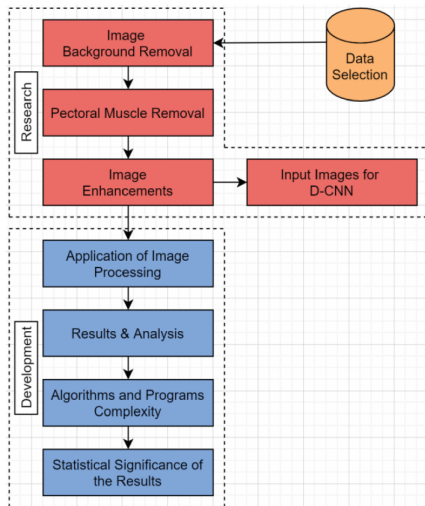 Image
Background Removal
Data
Selection
Research
Pectoral Muscle Removal
Image
Enhancements
Input Images for
D-CNN
Application of Image
Processing
Development
Results & Analysis
Algorithms and Programs
Complexity
Statistical Significance of
the Results